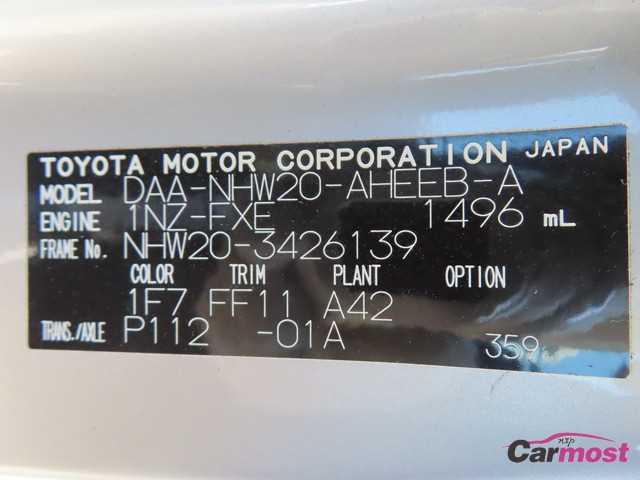 TOYOTA MOTOR CORPORATION JAPAN
MODEL DAA-NHW20-AHEEB-A
ENGINE 1NZ-FXE 1496 mL
FRAME No. NHW20-3426139
COLOR TRIM PLANT OPTION
1F7 FF11 A42
TRANS./AXLE P112 -01A 359
Carmost